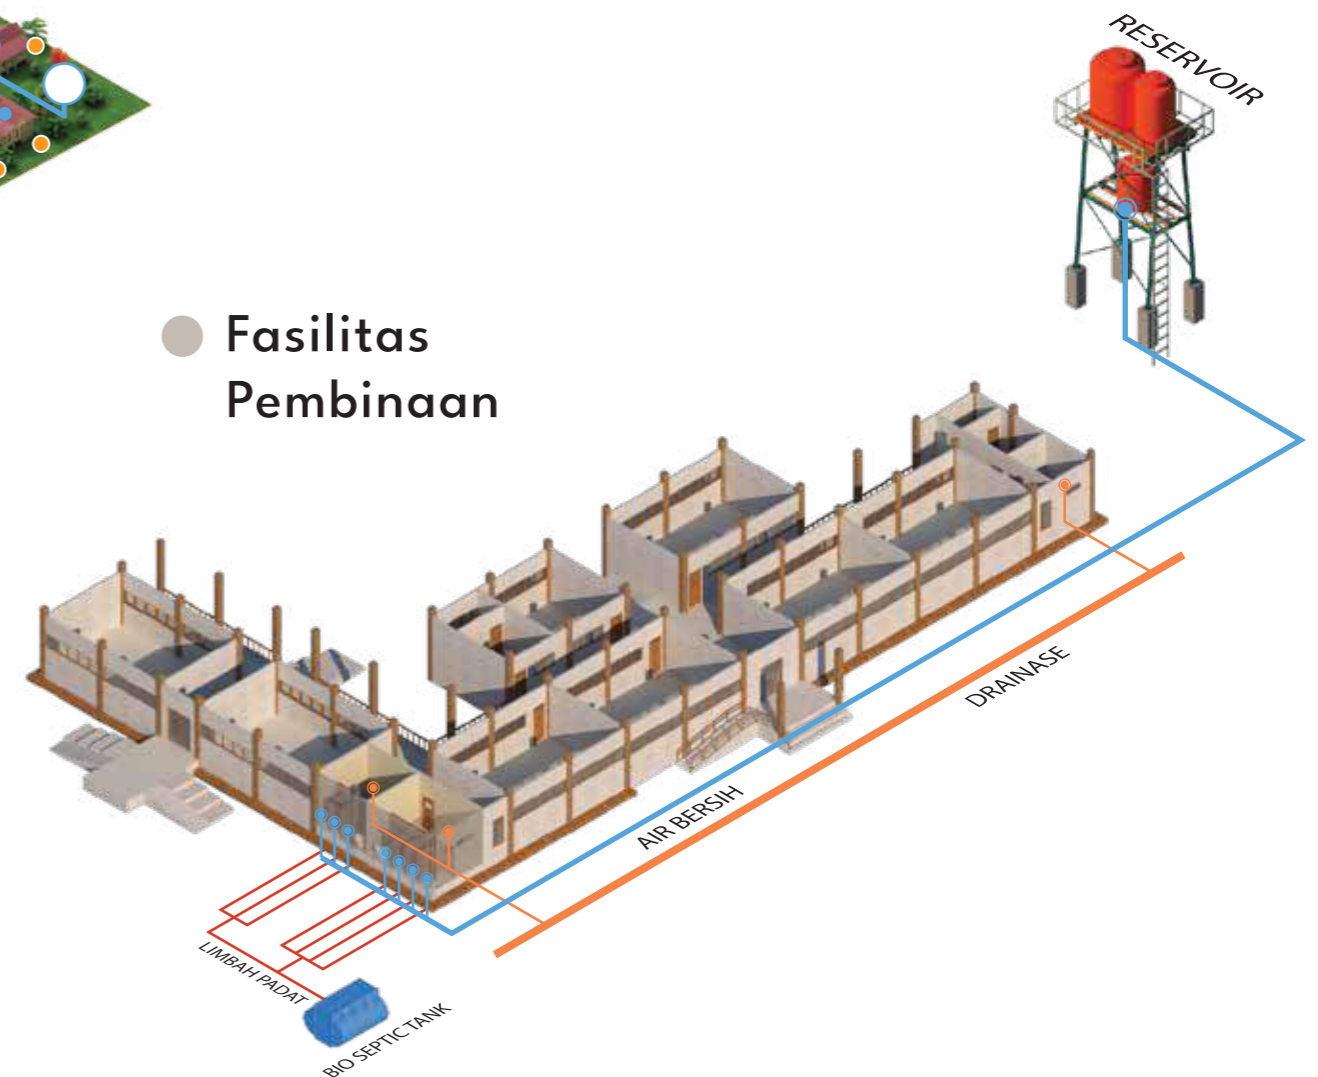 RESERVOIR
Fasilitas
Pembinaan
DRAINASE
AIR BERSIH
LIMBAH PADAT
BIO SEPTIC TANK